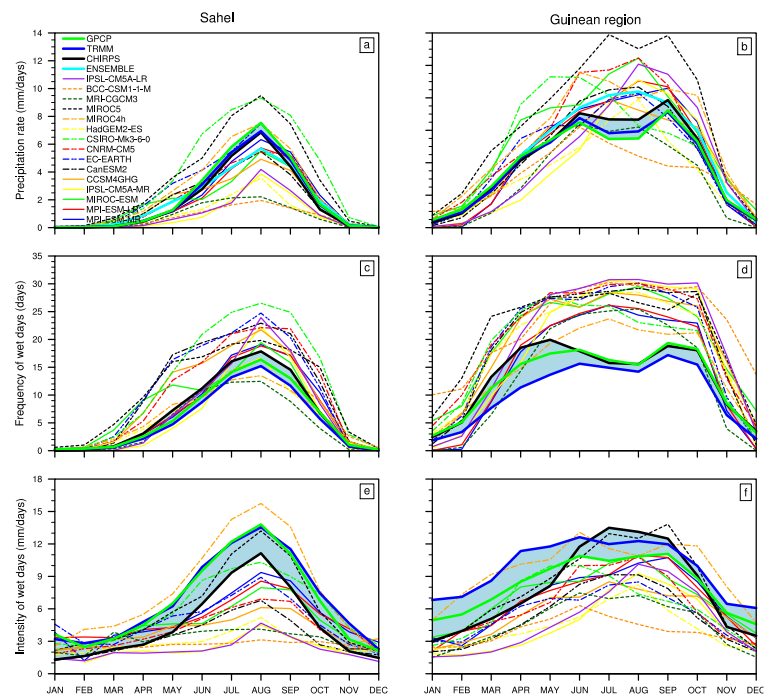 Sahel
Guinean region
Precipitation rate (mm/days)
14
12
10
8
6
4
2
0
GPCP
TRMM
CHIRPS
ENSEMBLE
IPSL-CM5A-LR
BCC-CSM1-1-M
MRI-CGCM3
MIROC5
MIROC4h
HadGEM2-ES
CSIRO-Mk3-6-0
CNRM-CM5
EC-EARTH
CanESM2
CCSM4GHG
IPSL-CM5A-MR
MIROC-ESM
MPI-ESM-LR
MPI-ESM-MR
a
b
Frequency of wet days (days)
35
30
25
20
15
10
5
0
c
d
Intensity of wet days (mm/days)
18
15
12
9
6
3
0
e
f
JAN FEB MAR APR MAY JUN JUL AUG SEP OCT NOV DEC
JAN FEB MAR APR MAY JUN JUL AUG SEP OCT NOV DEC